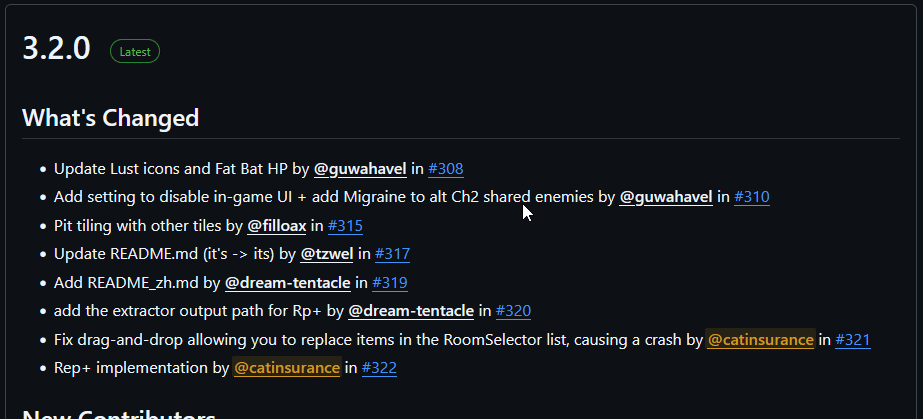 3.2.0 Latest
What's Changed
• Update Lust icons and Fat Bat HP by @guwahavel in #308
• Add setting to disable in-game UI + add Migraine to alt Ch2 shared enemies by @guwahavel in #310
• Pit tiling with other tiles by @filloax in #315
• Update README.md (it's -> its) by @tzwel in #317
• Add README_zh.md by @dream-tentacle in #319
• add the extractor output path for Rp+ by @dream-tentacle in #320
• Fix drag-and-drop allowing you to replace items in the RoomSelector list, causing a crash by @catinsurance in #321
• Rep+ implementation by @catinsurance in #322
New Contributors